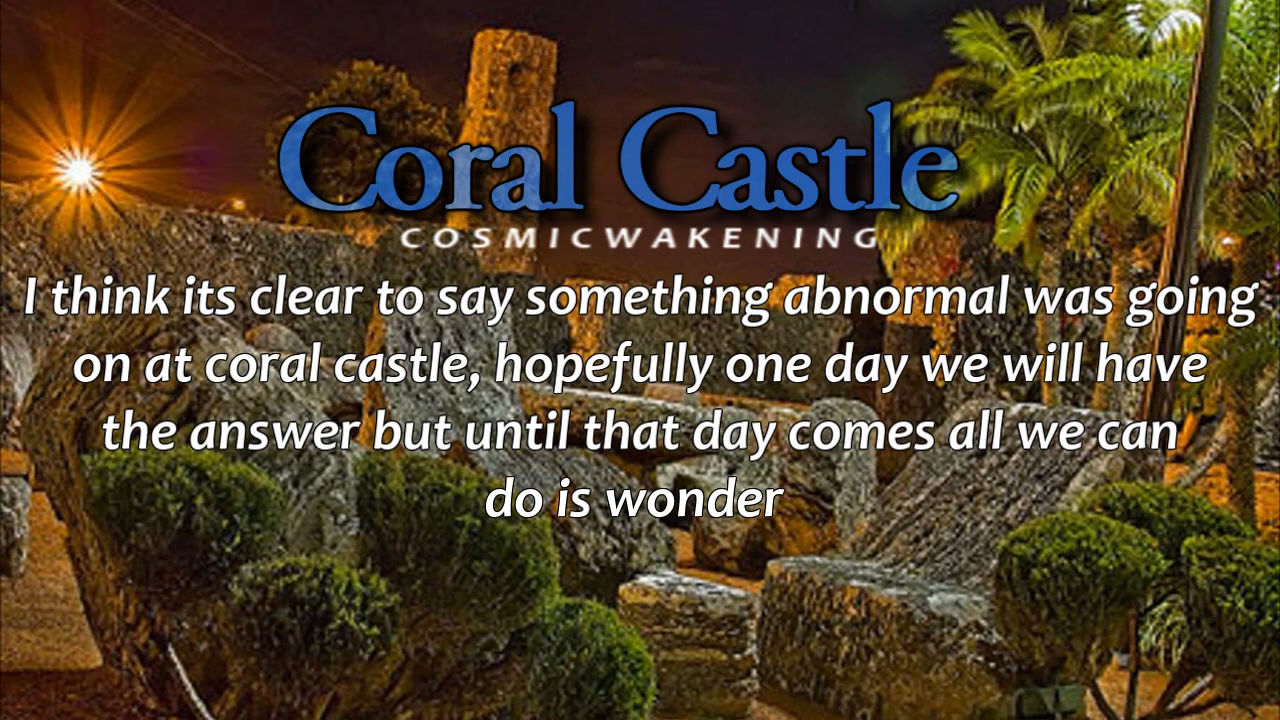 Coral Castle
COSMICWAKENING
I think its clear to say something abnormal was going
on at coral castle, hopefully one day we will have
the answer but until that day comes all we can
do is wonder